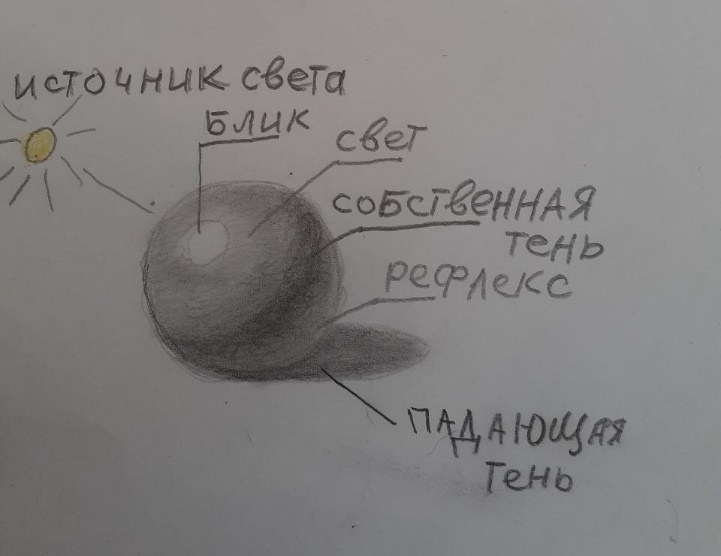 источник света
Блик
свет
собственная
тень
рефлекс
падающая
тень